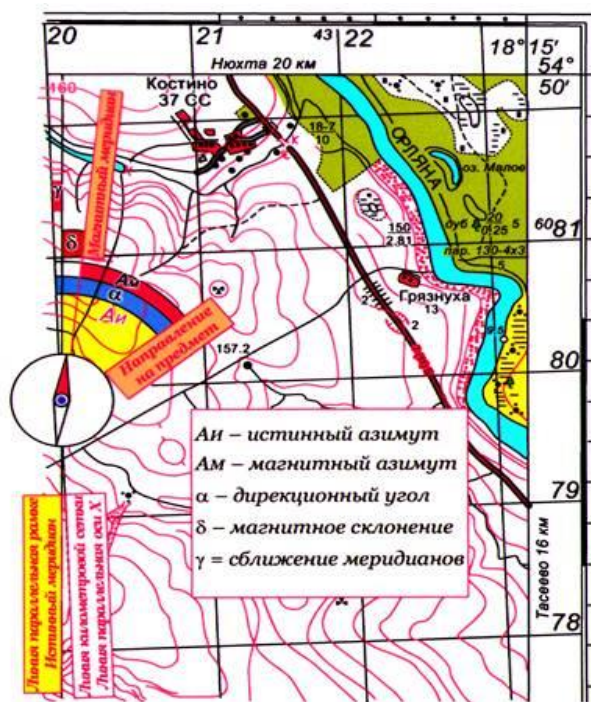 20
21
43
22
18° 15'
54°
50'
Нюхта 20 км
Костино
37 СС
160
18-7
10
ОРЛЯНА
оз. Малое
Магнитный меридиан
γ
δ
Ам
α
Аи
Направление
на предмет
150
2,81
дуб
20
0,25
5
60
81
пар. 130-4х3
5
Грязнуха
13
2
2
157.2
80
Аи – истинный азимут
Ам – магнитный азимут
α – дирекционный угол
δ – магнитное склонение
γ = сближение меридианов
79
Тасеево 16 км
78
Линия параллельная рамке
Истинный меридиан
Линия километровой сетки
Линия параллельная оси X